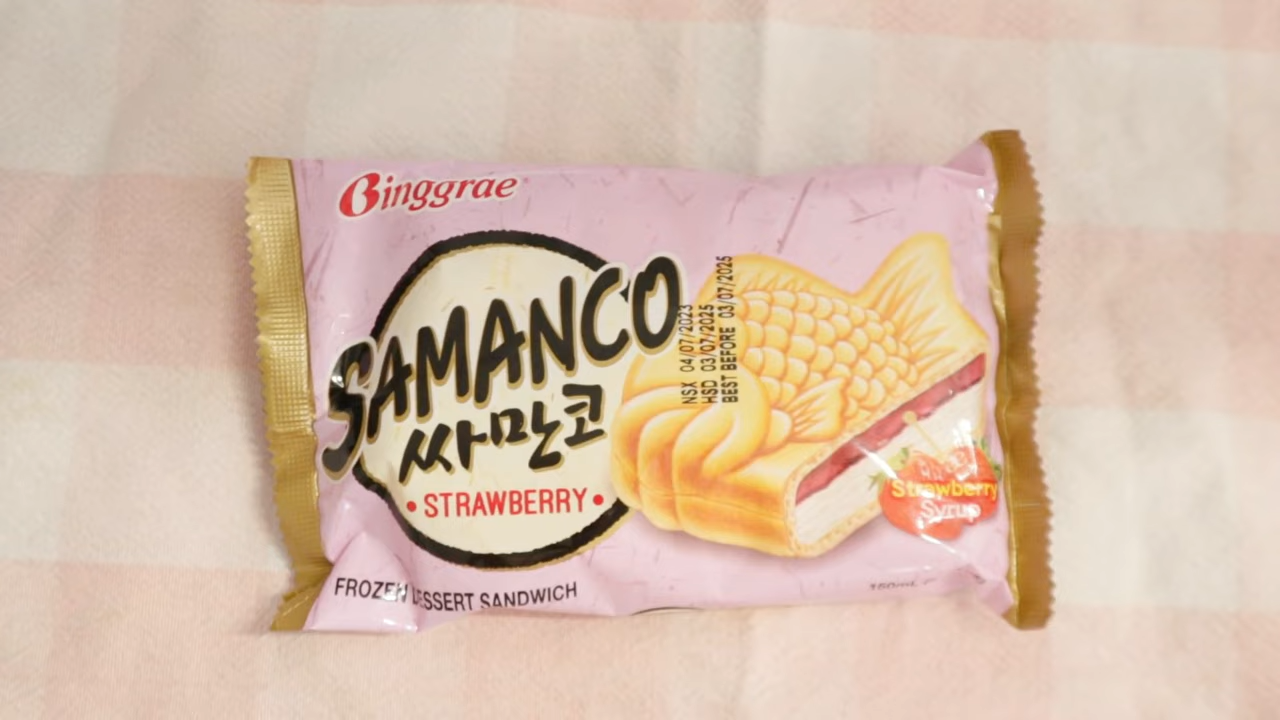 Binggrae
SAMANCO
싸만코
• STRAWBERRY •
NSX 04/07/2023
HSD 03/07/2025
BEST BEFORE 03/07/2025
Strawberry
Syrup
FROZEN DESSERT SANDWICH
150mL